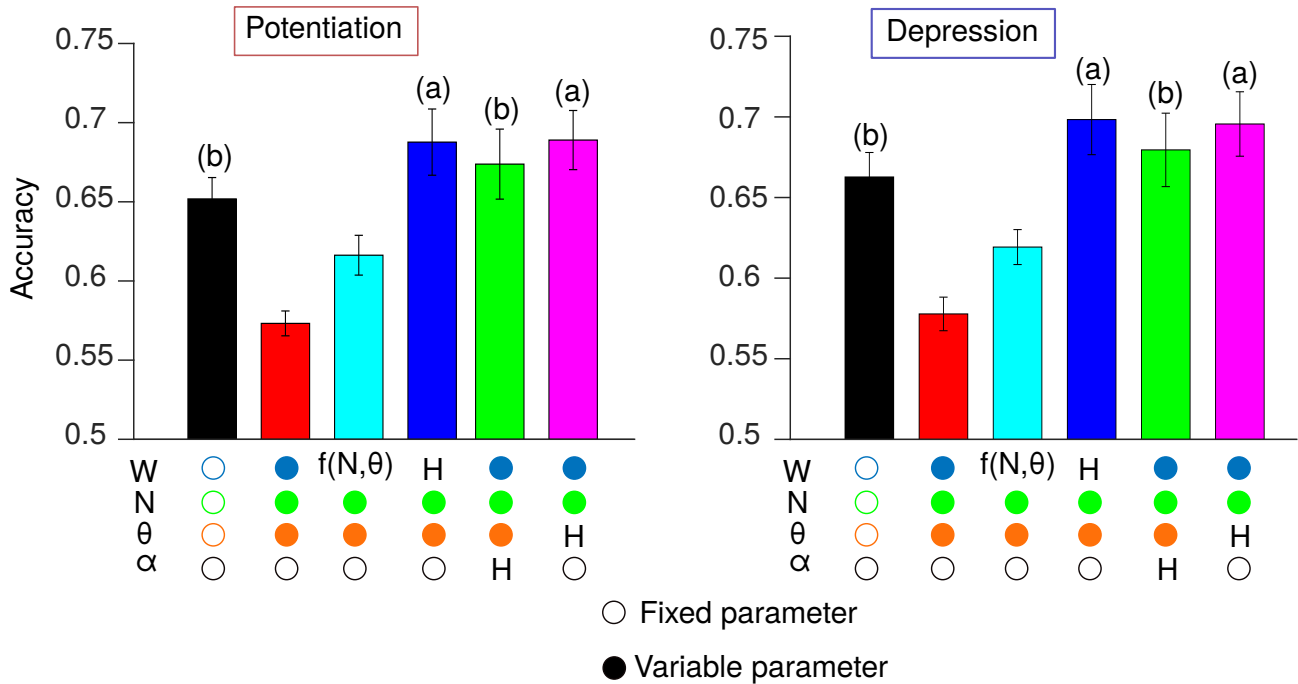 Potentiation
0.75
0.7
0.65
0.6
0.55
0.5
Accuracy
(b)
(a)
(b)
(a)
W
f(N,θ)
H
N
θ
H
α
H
Depression
0.75
0.7
0.65
0.6
0.55
0.5
(b)
(a)
(b)
(a)
W
f(N,θ)
H
N
θ
H
α
H
Fixed parameter
Variable parameter